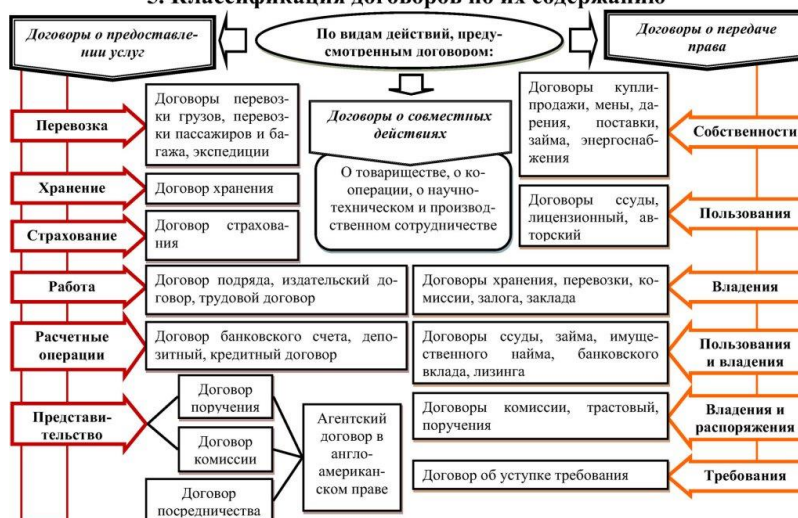 3. Классификация договоров по их содержанию
Договоры о предоставле-
нии услуг
По видам действий, преду-
смотренным договором:
Договоры о передаче
права
Перевозка
Договоры перевоз-
ки грузов, перевоз-
ки пассажиров и ба-
гажа, экспедиции
Хранение
Договор хранения
Страхование
Договор страхова-
ния
Работа
Договор подряда, издательский до-
говор, трудовой договор
Расчетные
операции
Договор банковского счета, депо-
зитный, кредитный договор
Представи-
тельство
Договор
поручения
Договор
комиссии
Договор
посредничества
Агентский
договор в
англо-
американ-
ском праве
Договоры о совместных
действиях
О товариществе, о ко-
операции, о научно-
техническом и производ-
ственном сотрудничестве
Договоры купли-
продажи, мены, да-
рения, поставки,
займа, энергоснаб-
жения
Собственности
Договоры ссуды,
лицензионный, ав-
торский
Пользования
Договоры хранения, перевозки, ко-
миссии, залога, заклада
Владения
Договоры ссуды, займа, имуще-
ственного найма, банковского
вклада, лизинга
Пользования
и владения
Договоры комиссии, трастовый,
поручения
Владения и
распоряжения
Договор об уступке требования
Требования